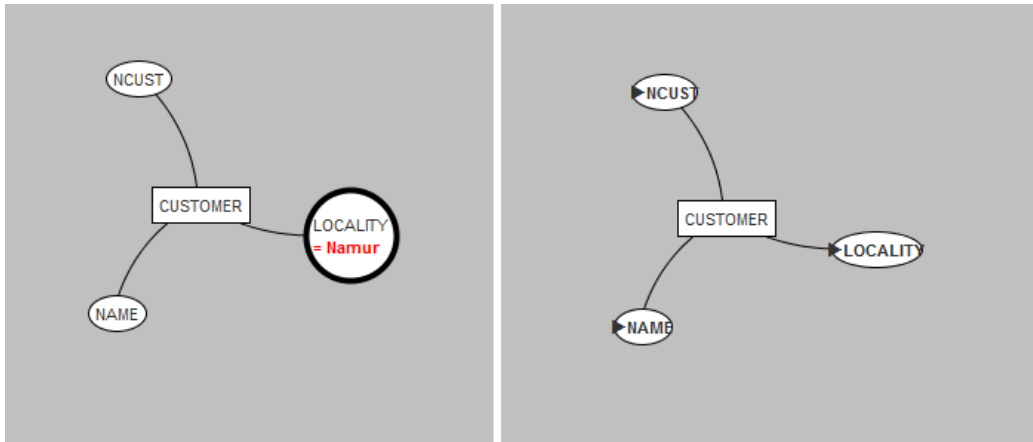 NCUST
CUSTOMER
LOCALITY
= Namur
NAME
NCUST
CUSTOMER
LOCALITY
NAME